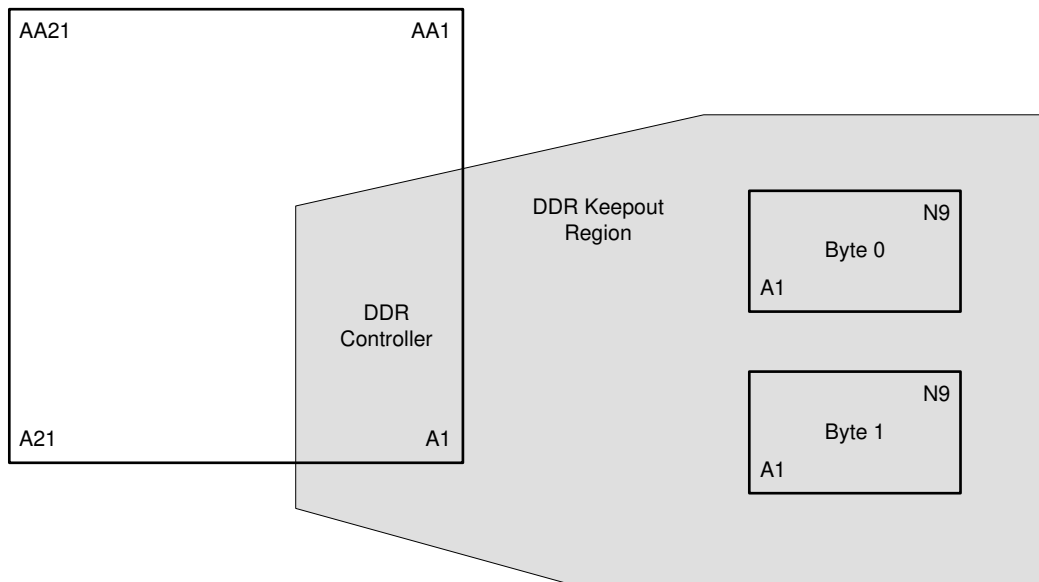 AA21
AA1
DDR Keepout
Region
N9
Byte 0
A1
DDR
Controller
N9
Byte 1
A1
A21
A1